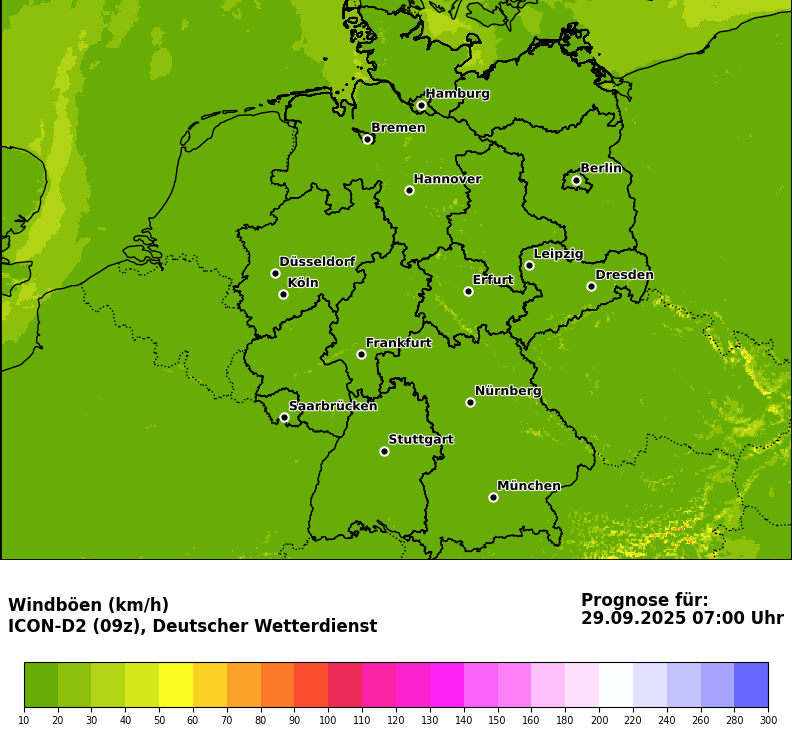 Hamburg
Bremen
Berlin
Hannover
Leipzig
Düsseldorf
Dresden
Köln
Erfurt
Frankfurt
Nürnberg
Saarbrücken
Stuttgart
München
Windböen (km/h)
ICON-D2 (09z), Deutscher Wetterdienst
Prognose für:
29.09.2025 07:00 Uhr
10 20 30 40 50 60 70 80 90 100 110 120 130 140 150 160 180 200 220 240 260 280 300